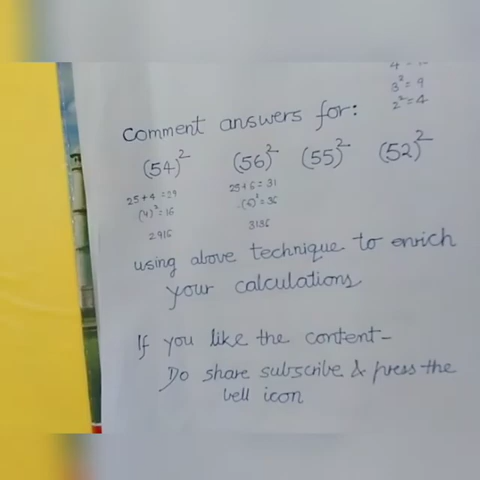 3² = 9
2² = 4
Comment answers for:
(54)² (56)² (55)² (52)²
25+4 = 29 25+6 = 31
(4)² = 16 (6)² = 36
2916 3136
using above technique to enrich
your calculations
If you like the content-
Do share subscribe & press the
bell icon